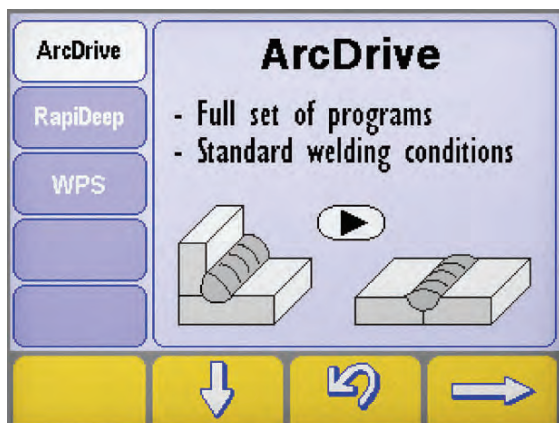 ArcDrive
RapiDeep
WPS
ArcDrive
- Full set of programs
- Standard welding conditions